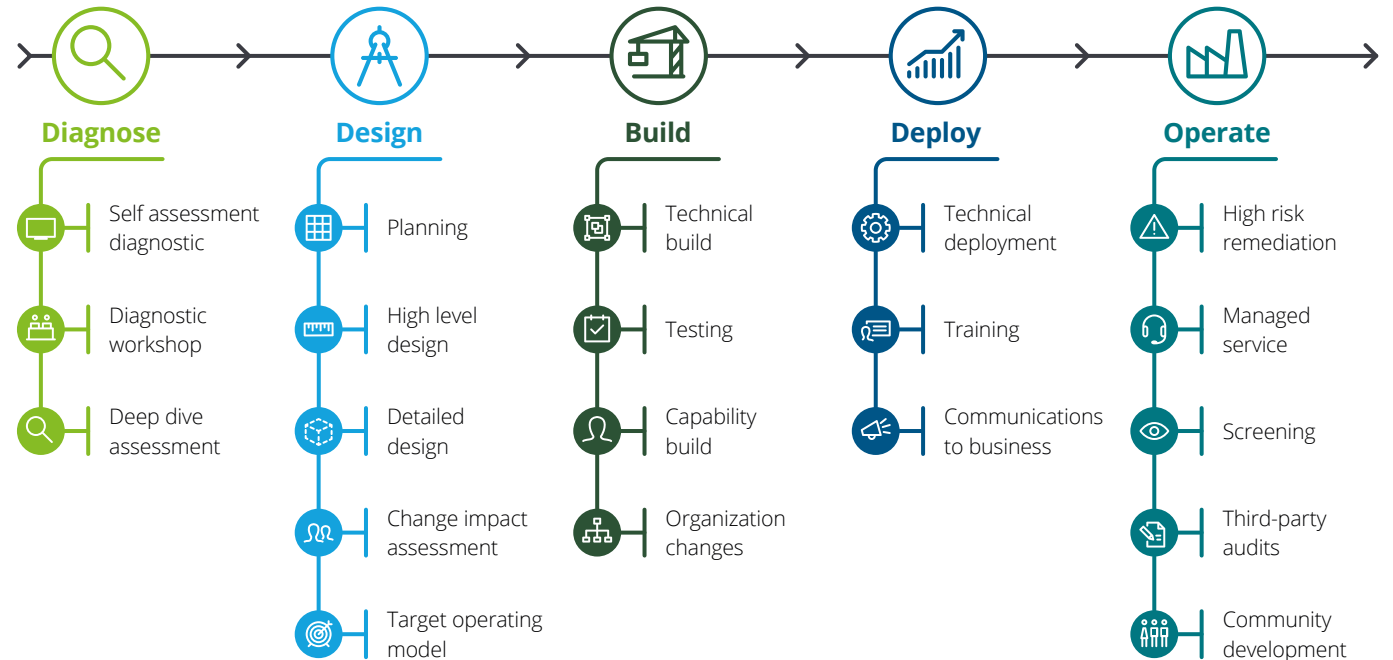 Diagnose
Self assessment
diagnostic
Diagnostic
workshop
Deep dive
assessment
Design
Planning
High level
design
Detailed
design
Change impact
assessment
Target operating
model
Build
Technical
build
Testing
Capability
build
Organization
changes
Deploy
Technical
deployment
Training
Communications
to business
Operate
High risk
remediation
Managed
service
Screening
Third-party
audits
Community
development